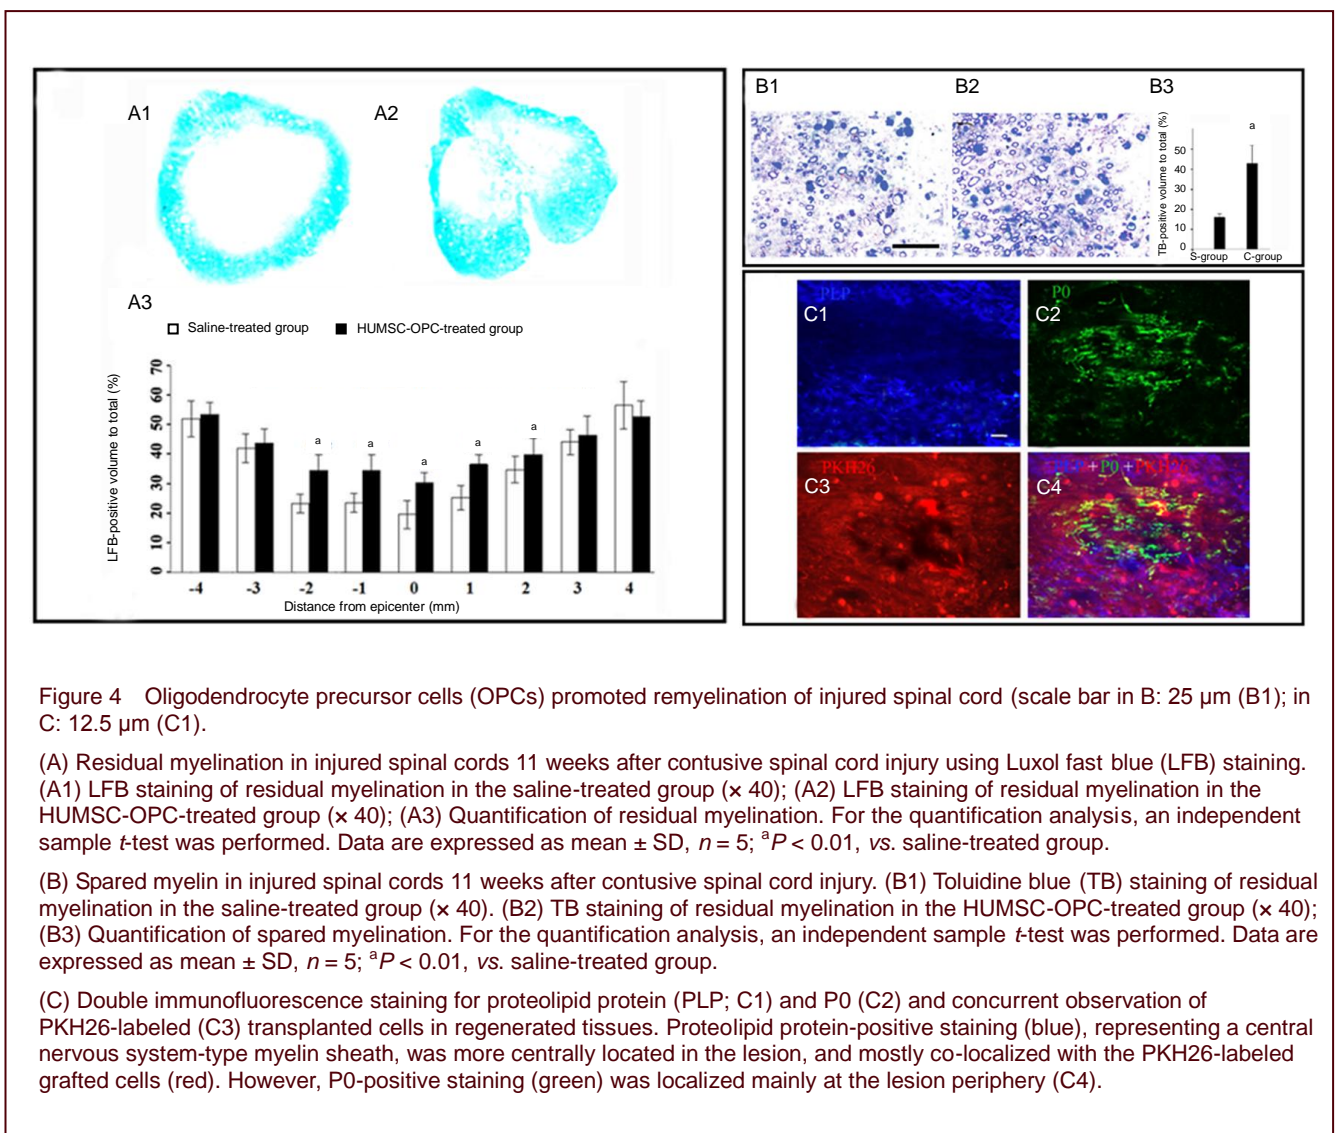 A1
A2
A3
Saline-treated group
HUMSC-OPC-treated group
LFB-positive volume to total (%)
70
60
50
40
30
20
10
0
a
a
a
a
a
-4
-3
-2
-1
0
1
2
3
4
Distance from epicenter (mm)
B1
B2
B3
TB-positive volume to total (%)
a
50
40
30
20
10
0
S-group
C-group
PLP
C1
P0
C2
PKH26
C3
PLP+P0+PKH26
C4
Figure 4 Oligodendrocyte precursor cells (OPCs) promoted remyelination of injured spinal cord (scale bar in B: 25 μm (B1); in
C: 12.5 μm (C1).
(A) Residual myelination in injured spinal cords 11 weeks after contusive spinal cord injury using Luxol fast blue (LFB) staining.
(A1) LFB staining of residual myelination in the saline-treated group (× 40); (A2) LFB staining of residual myelination in the
HUMSC-OPC-treated group (× 40); (A3) Quantification of residual myelination. For the quantification analysis, an independent
sample t-test was performed. Data are expressed as mean ± SD, n = 5; aP < 0.01, vs. saline-treated group.
(B) Spared myelin in injured spinal cords 11 weeks after contusive spinal cord injury. (B1) Toluidine blue (TB) staining of residual
myelination in the saline-treated group (× 40). (B2) TB staining of residual myelination in the HUMSC-OPC-treated group (× 40);
(B3) Quantification of spared myelination. For the quantification analysis, an independent sample t-test was performed. Data are
expressed as mean ± SD, n = 5; aP < 0.01, vs. saline-treated group.
(C) Double immunofluorescence staining for proteolipid protein (PLP; C1) and P0 (C2) and concurrent observation of
PKH26-labeled (C3) transplanted cells in regenerated tissues. Proteolipid protein-positive staining (blue), representing a central
nervous system-type myelin sheath, was more centrally located in the lesion, and mostly co-localized with the PKH26-labeled
grafted cells (red). However, P0-positive staining (green) was localized mainly at the lesion periphery (C4).